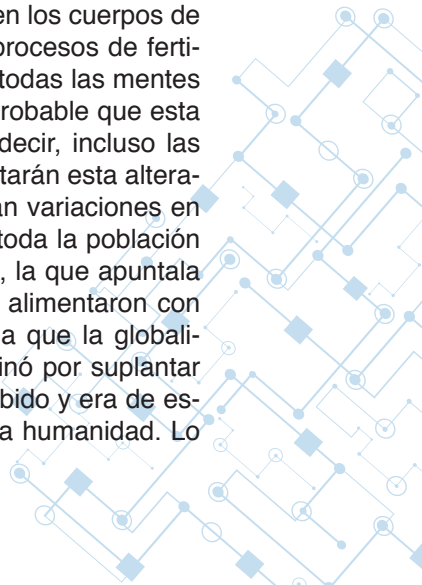 en los cuerpos de
procesos de ferti-
todas las mentes
robable que esta
decir, incluso las
tarán esta altera-
an variaciones en
toda la población
, la que apuntala
alimentaron con
a que la globali-
inó por suplantar
bido y era de es-
a humanidad. Lo